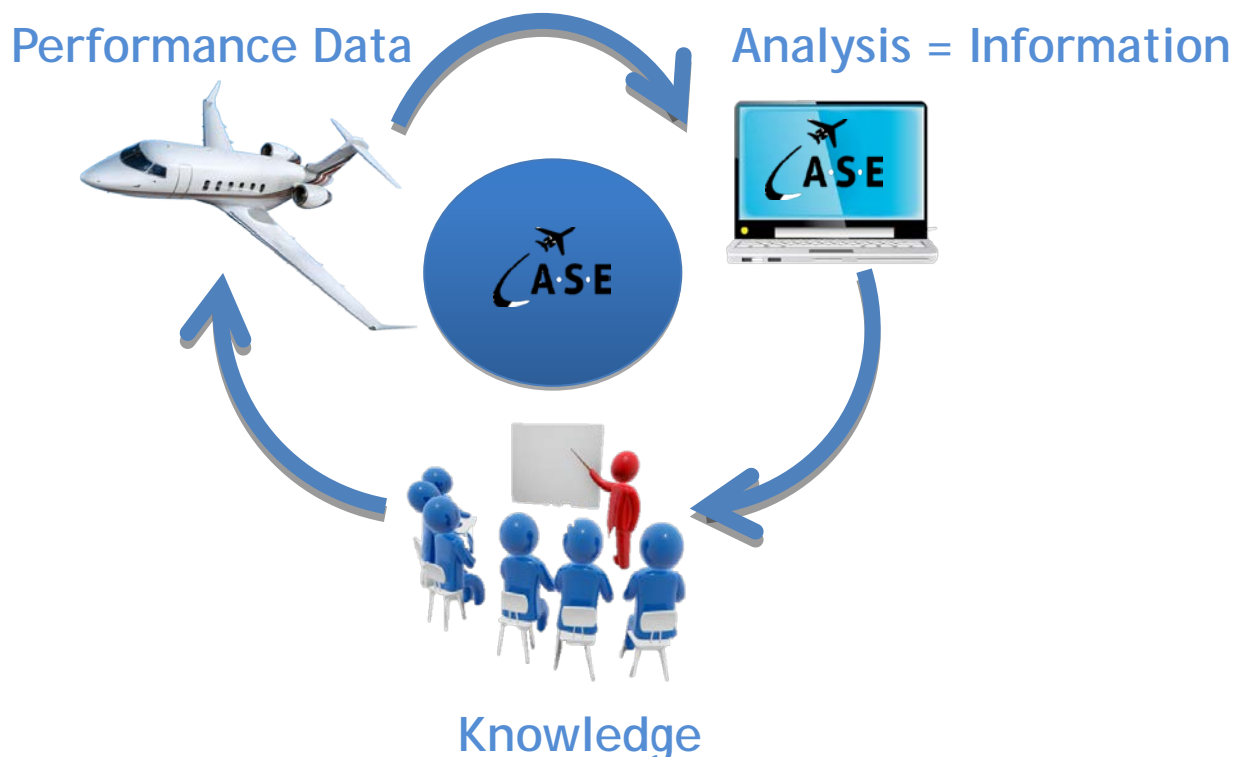 Performance Data
Analysis = Information
C·A·S·E
C·A·S·E
Knowledge